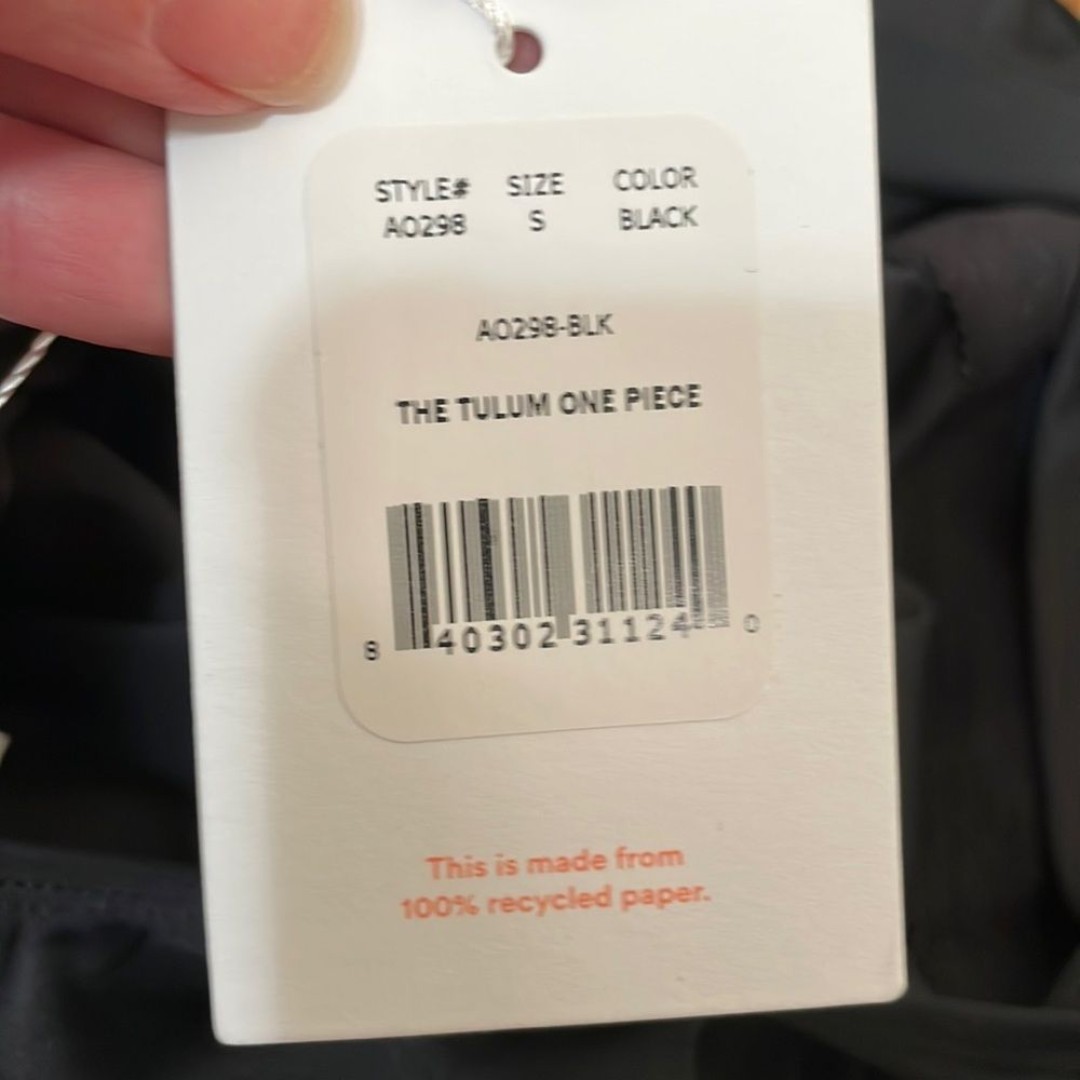 STYLE# SIZE COLOR
AO298 S BLACK
AO298-BLK
THE TULUM ONE PIECE
8 40302 31124 0
This is made from
100% recycled paper.